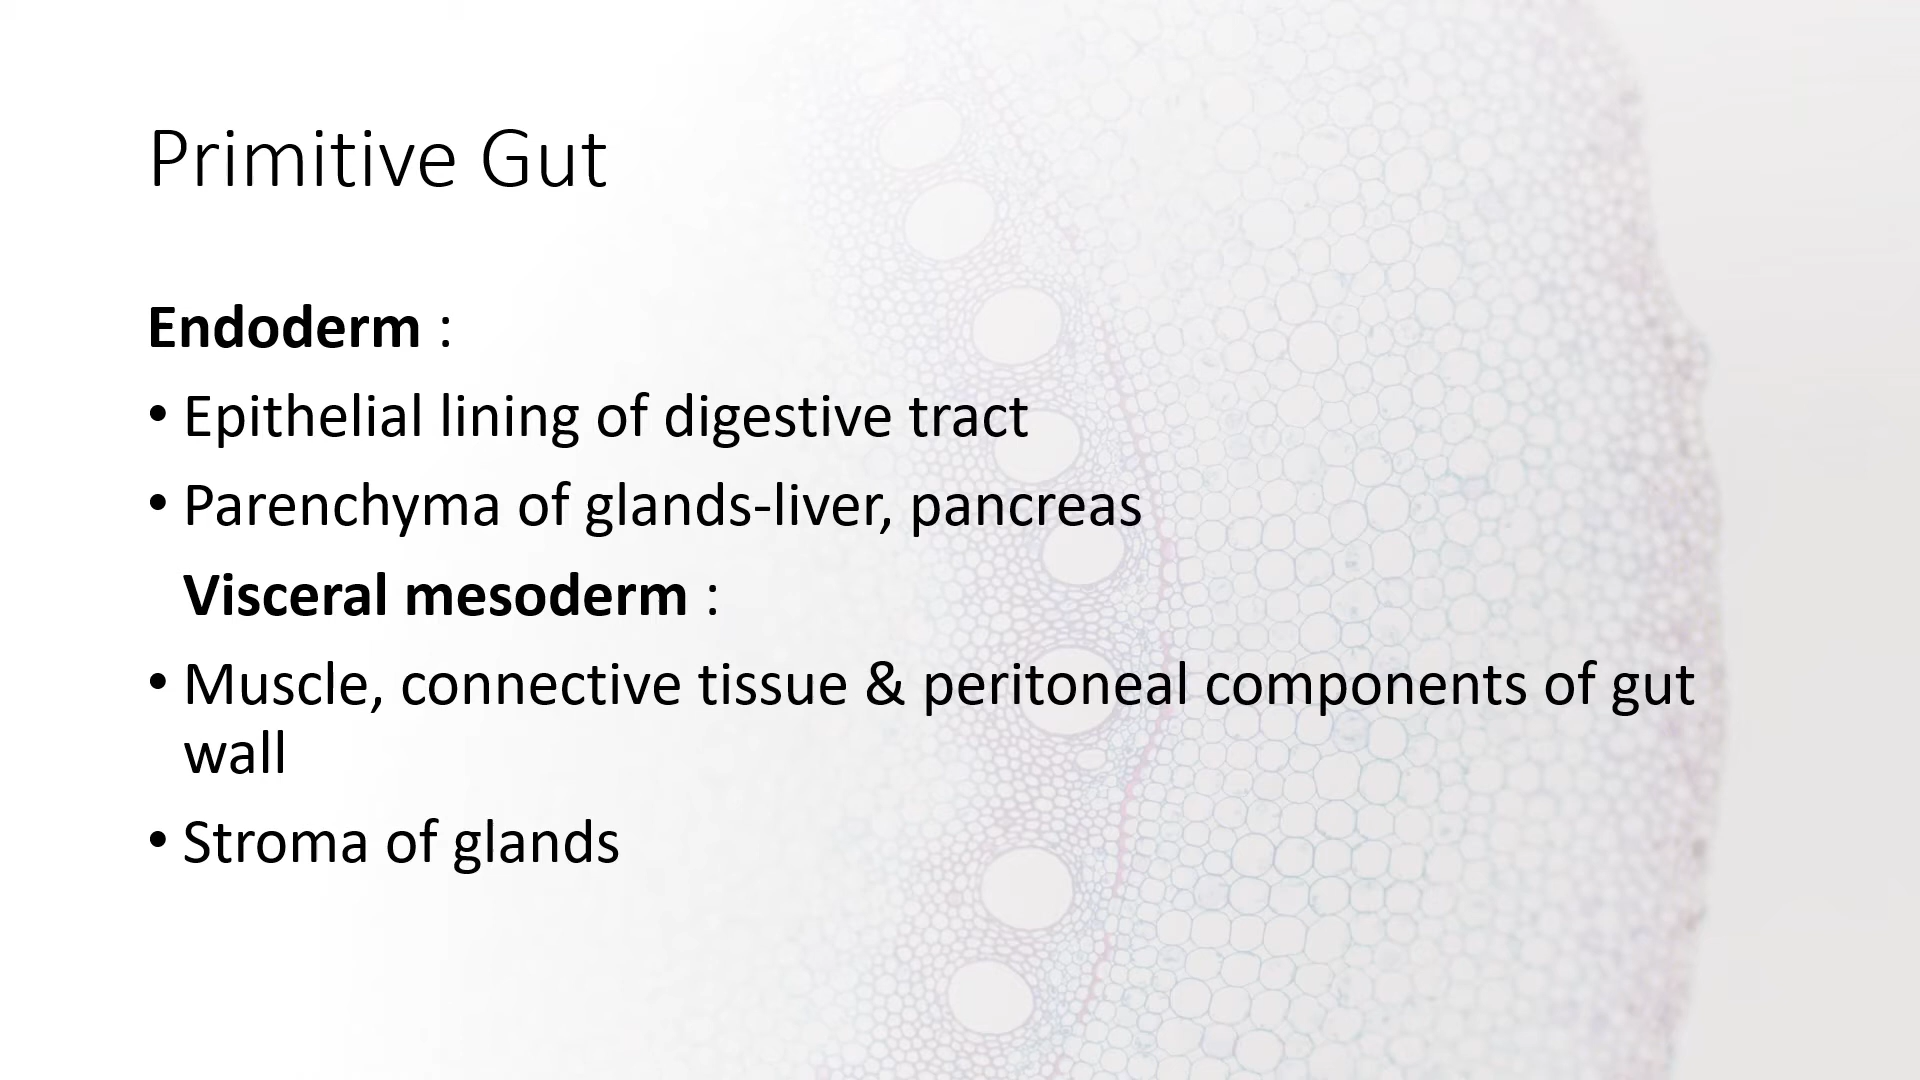 Primitive Gut
Endoderm :
• Epithelial lining of digestive tract
• Parenchyma of glands-liver, pancreas
Visceral mesoderm :
• Muscle, connective tissue & peritoneal components of gut
wall
• Stroma of glands